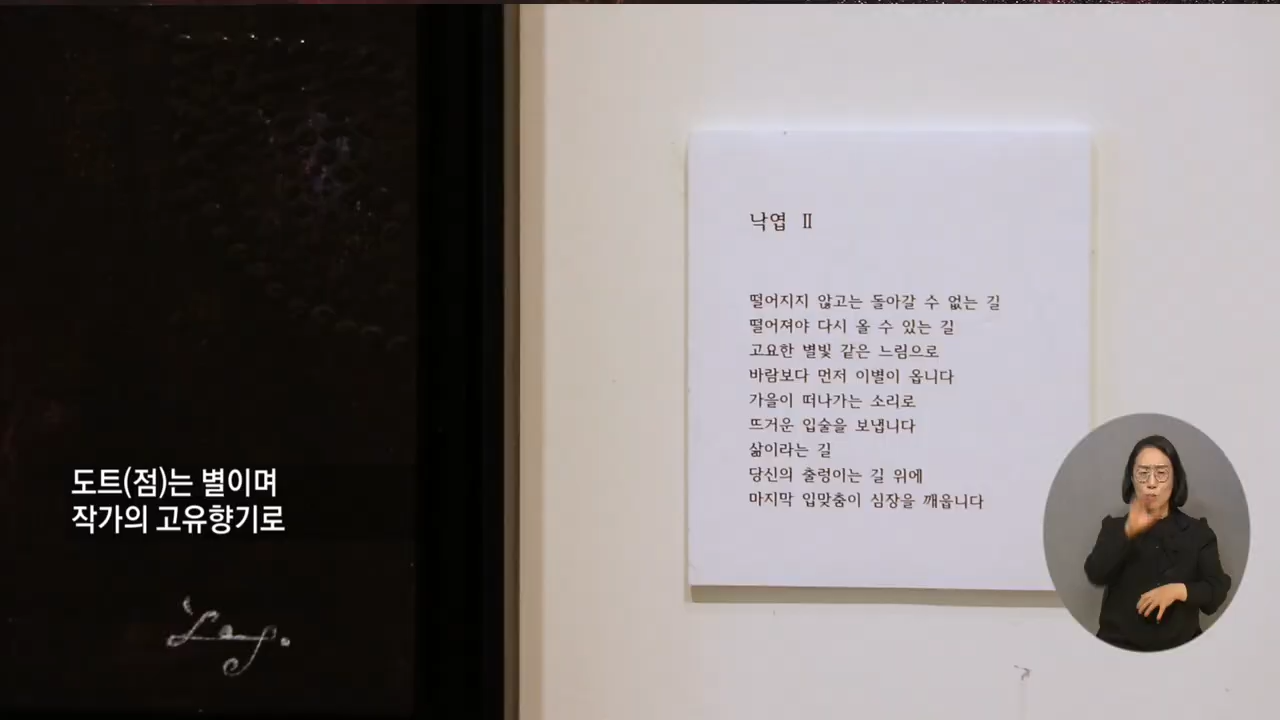 낙엽 Ⅱ
떨어지지 않고는 돌아갈 수 없는 길
떨어져야 다시 올 수 있는 길
고요한 별빛 같은 느림으로
바람보다 먼저 이별이 옵니다
가을이 떠나가는 소리로
뜨거운 입술을 보냅니다
삶이라는 길
당신의 출렁이는 길 위에
마지막 입맞춤이 심장을 깨웁니다
도트(점)는 별이며
작가의 고유향기로